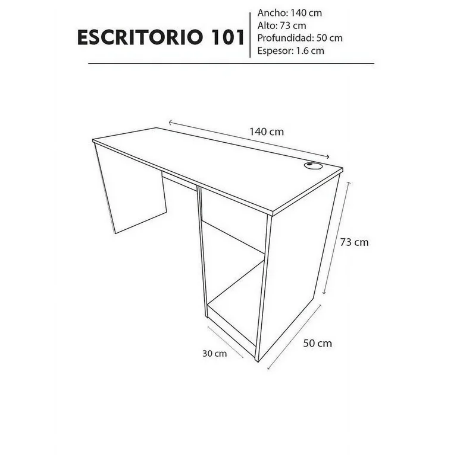 ESCRITORIO 101
Ancho: 140 cm
Alto: 73 cm
Profundidad: 50 cm
Espesor: 1.6 cm
140 cm
73 cm
50 cm
30 cm